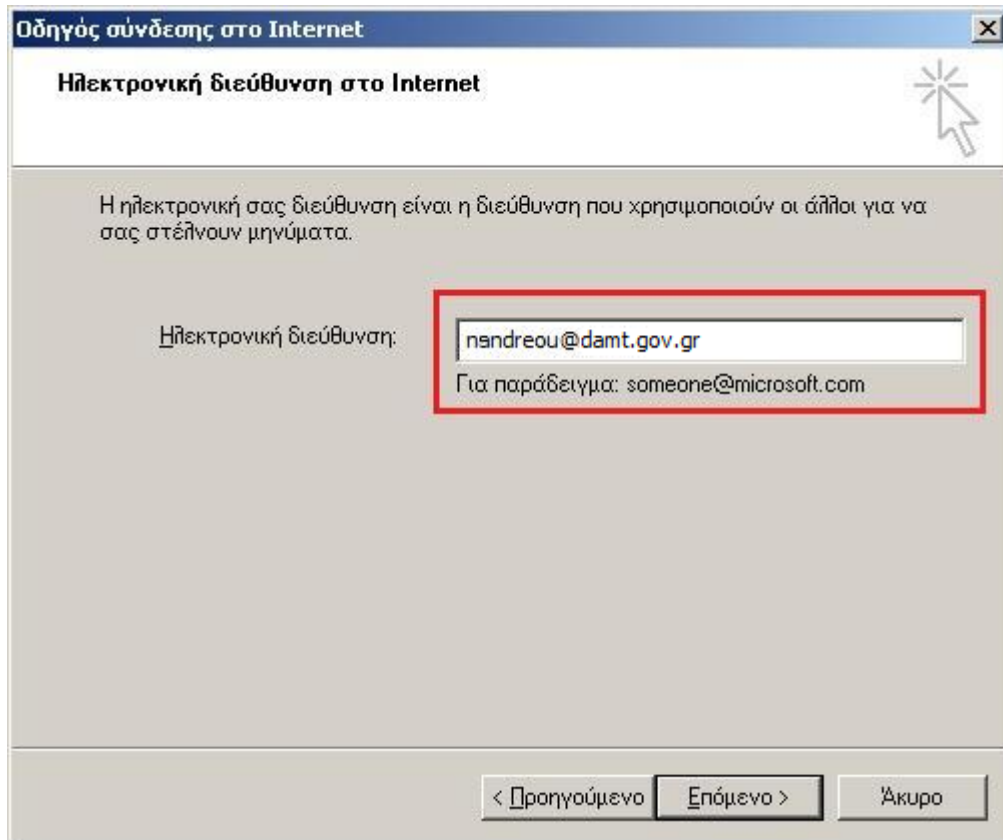 Οδηγός σύνδεσης στο Internet
Ηλεκτρονική διεύθυνση στο Internet
Η ηλεκτρονική σας διεύθυνση είναι η διεύθυνση που χρησιμοποιούν οι άλλοι για να
σας στέλνουν μηνύματα.
Ηλεκτρονική διεύθυνση: nandreou@damt.gov.gr
Για παράδειγμα: someone@microsoft.com
< Προηγούμενο Επόμενο > Άκυρο